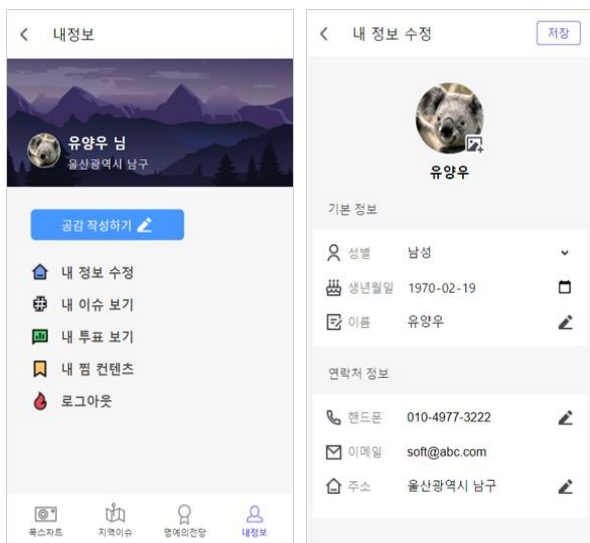 내정보
유양우 님
울산광역시 남구
공감 작성하기
내 정보 수정
내 이슈 보기
내 투표 보기
내 찜 컨텐츠
로그아웃
폭스차트
지역이슈
명예의전당
내정보
내 정보 수정
저장
유양우
기본 정보
성별 남성
생년월일 1970-02-19
이름 유양우
연락처 정보
핸드폰 010-4977-3222
이메일 soft@abc.com
주소 울산광역시 남구